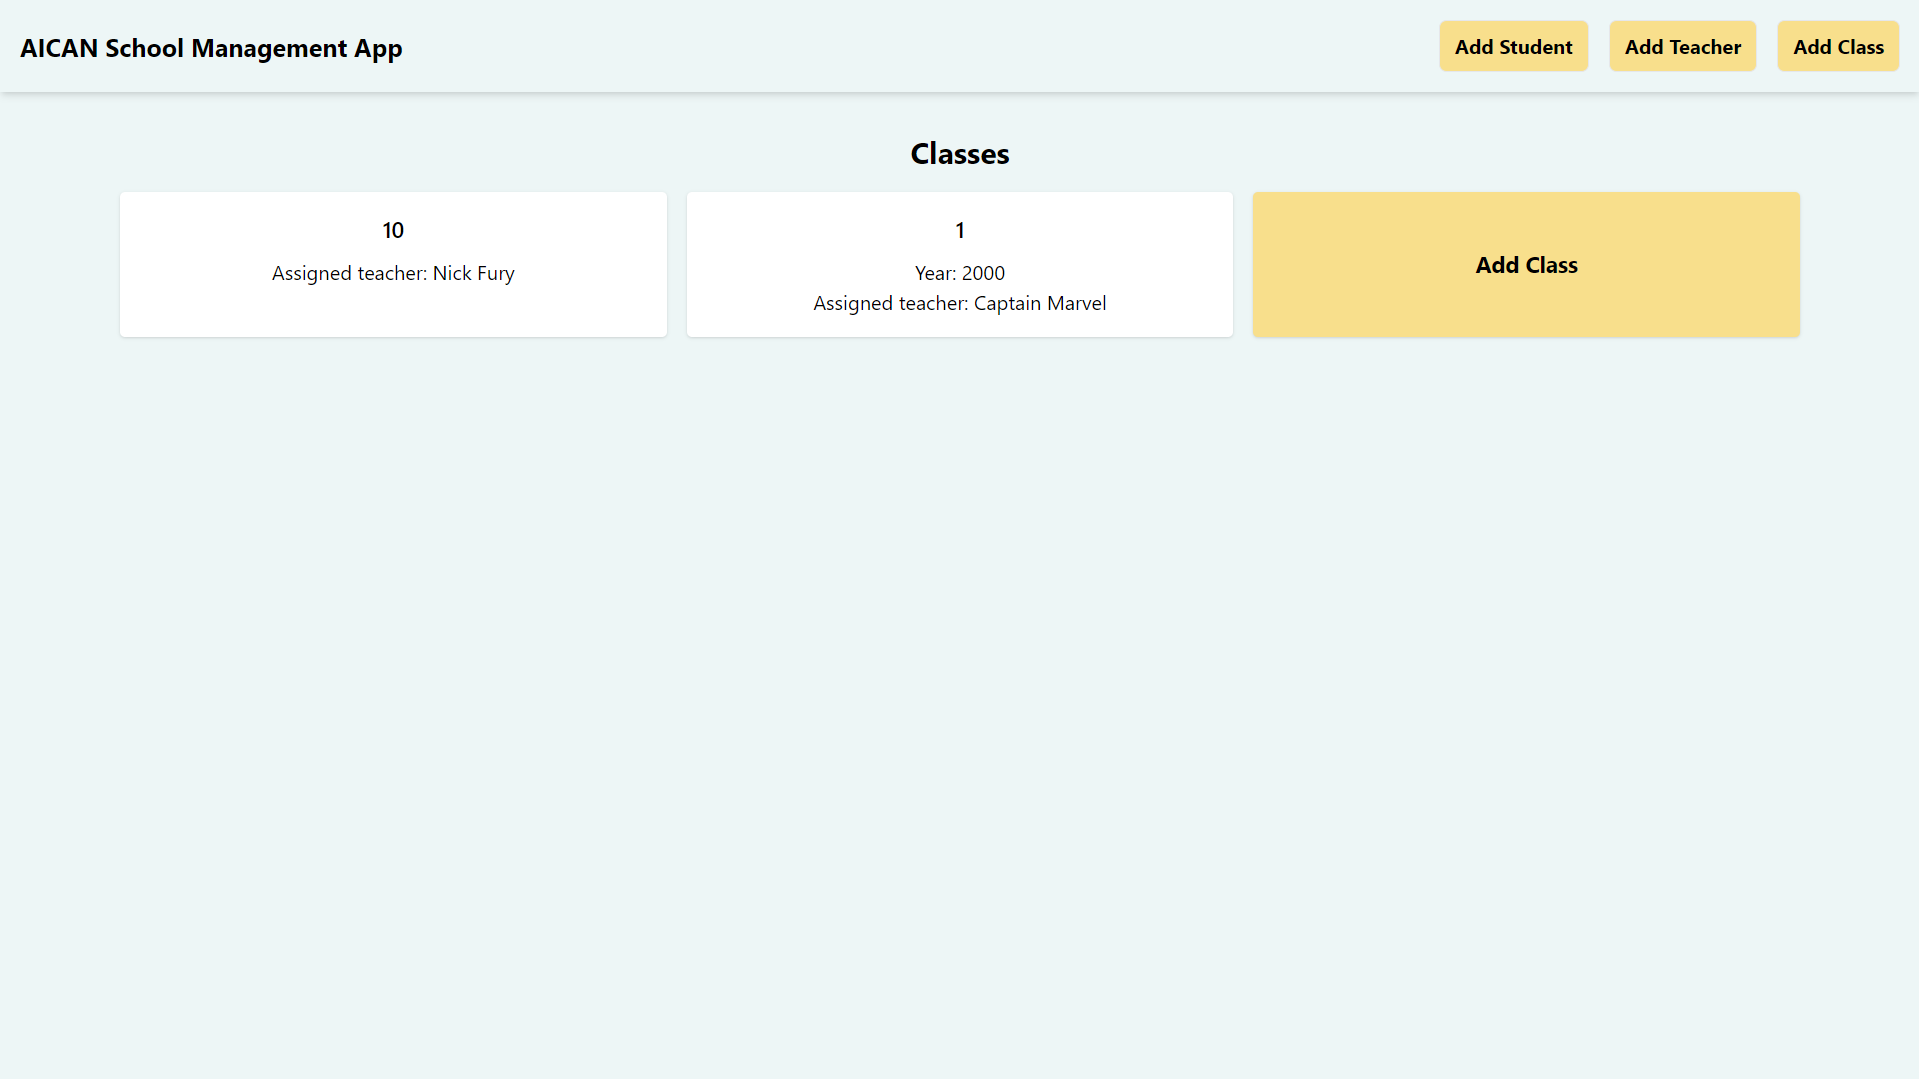 AICAN School Management App
Add Student
Add Teacher
Add Class
Classes
10
Assigned teacher: Nick Fury
1
Year: 2000
Assigned teacher: Captain Marvel
Add Class